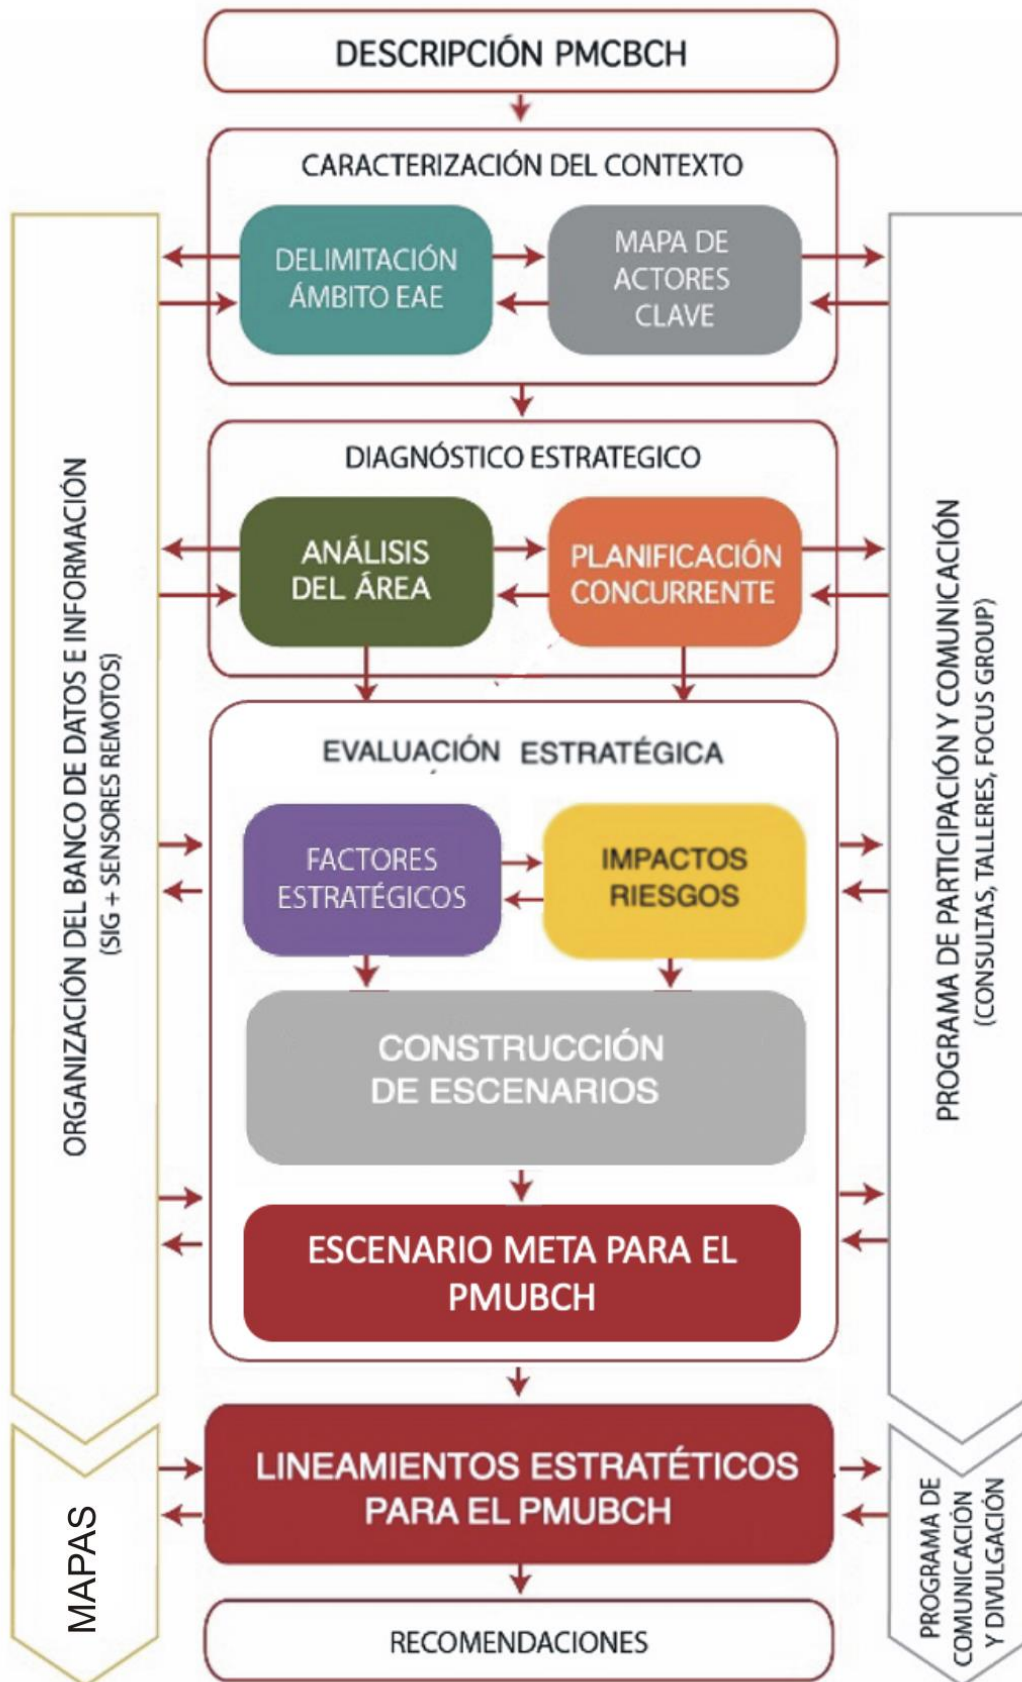 DESCRIPCIÓN PMCBCH
CARACTERIZACIÓN DEL CONTEXTO
DELIMITACIÓN
ÁMBITO EAE
MAPA DE
ACTORES
CLAVE
DIAGNÓSTICO ESTRATEGICO
ANÁLISIS
DEL ÁREA
PLANIFICACIÓN
CONCURRENTE
EVALUACIÓN ESTRATÉGICA
FACTORES
ESTRATÉGICOS
IMPACTOS
RIESGOS
CONSTRUCCIÓN
DE ESCENARIOS
ESCENARIO META PARA EL
PMUBCH
LINEAMIENTOS ESTRATÉTICOS
PARA EL PMUBCH
RECOMENDACIONES
ORGANIZACIÓN DEL BANCO DE DATOS E INFORMACIÓN
(SIG + SENSORES REMOTOS)
MAPAS
PROGRAMA DE PARTICIPACIÓN Y COMUNICACIÓN
(CONSULTAS, TALLERES, FOCUS GROUP)
PROGRAMA DE
COMUNICACIÓN
Y DIVULGACIÓN